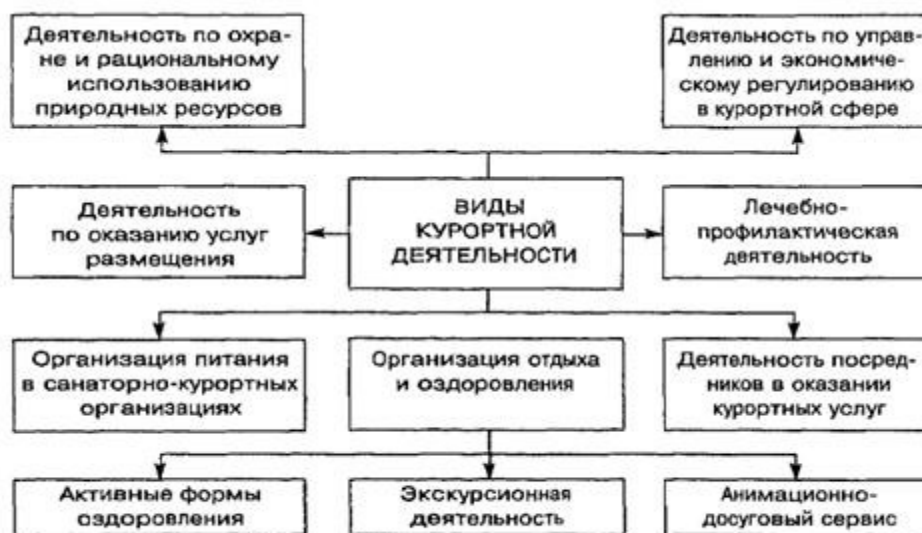 Деятельность по охра-
не и рациональному
использованию
природных ресурсов
Деятельность по управ-
лению и экономиче-
скому регулированию
в курортной сфере
Деятельность
по оказанию услуг
размещения
ВИДЫ
КУРОРТНОЙ
ДЕЯТЕЛЬНОСТИ
Лечебно-
профилактическая
деятельность
Организация питания
в санаторно-курортных
организациях
Организация отдыха
и оздоровления
Деятельность посред-
ников в оказании
курортных услуг
Активные формы
оздоровления
Экскурсионная
деятельность
Анимационно-
досуговый сервис